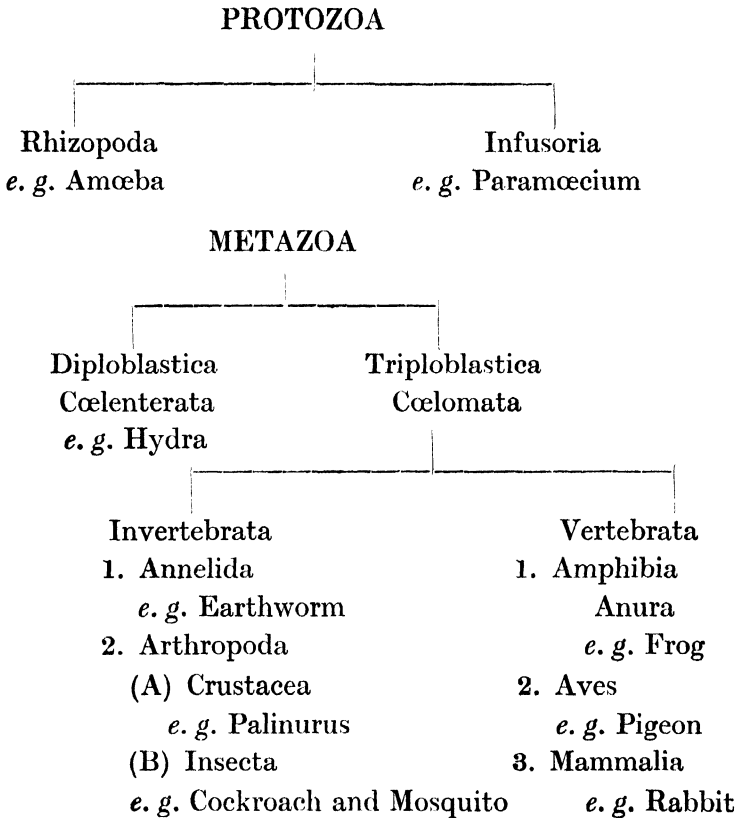 PROTOZOA
Rhizopoda
e. g. Amœba
Infusoria
e. g. Paramœcium
METAZOA
Diploblastica
Cœlenterata
e. g. Hydra
Triploblastica
Cœlomata
Invertebrata
1. Annelida
e. g. Earthworm
2. Arthropoda
(A) Crustacea
e. g. Palinurus
(B) Insecta
e. g. Cockroach and Mosquito
Vertebrata
1. Amphibia
Anura
e. g. Frog
2. Aves
e. g. Pigeon
3. Mammalia
e. g. Rabbit